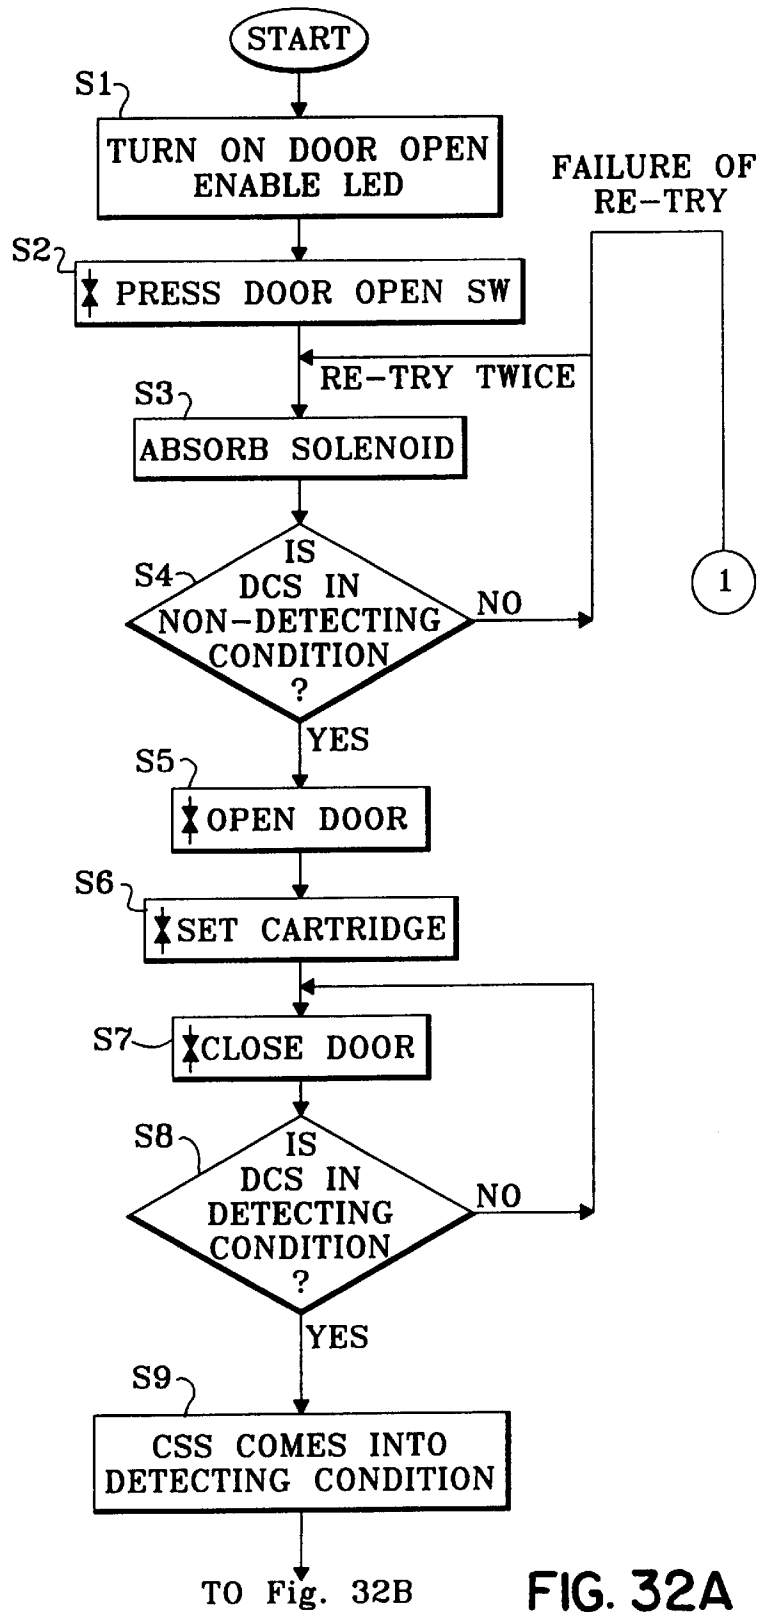 START
S1
TURN ON DOOR OPEN
ENABLE LED
FAILURE OF
RE-TRY
S2
PRESS DOOR OPEN SW
RE-TRY TWICE
S3
ABSORB SOLENOID
S4
IS
DCS IN
NON-DETECTING
CONDITION
?
NO
1
YES
S5
OPEN DOOR
S6
SET CARTRIDGE
S7
CLOSE DOOR
S8
IS
DCS IN
DETECTING
CONDITION
?
NO
YES
S9
CSS COMES INTO
DETECTING CONDITION
TO Fig. 32B
FIG. 32A